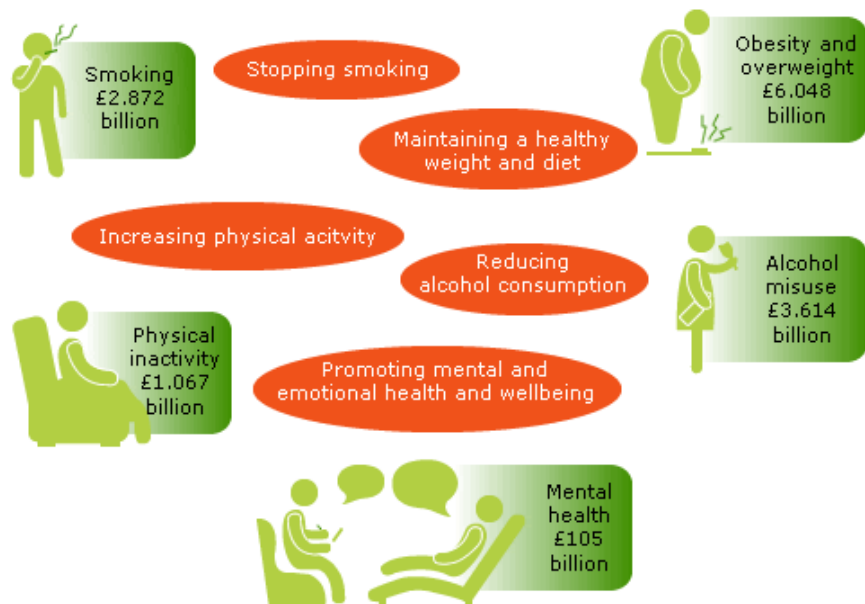 Smoking
£2.872
billion
Stopping smoking
Obesity and
overweight
£6.048
billion
Maintaining a healthy
weight and diet
Increasing physical acitvity
Reducing
alcohol consumption
Alcohol
misuse
£3.614
billion
Physical
inactivity
£1.067
billion
Promoting mental and
emotional health and wellbeing
Mental
health
£105
billion